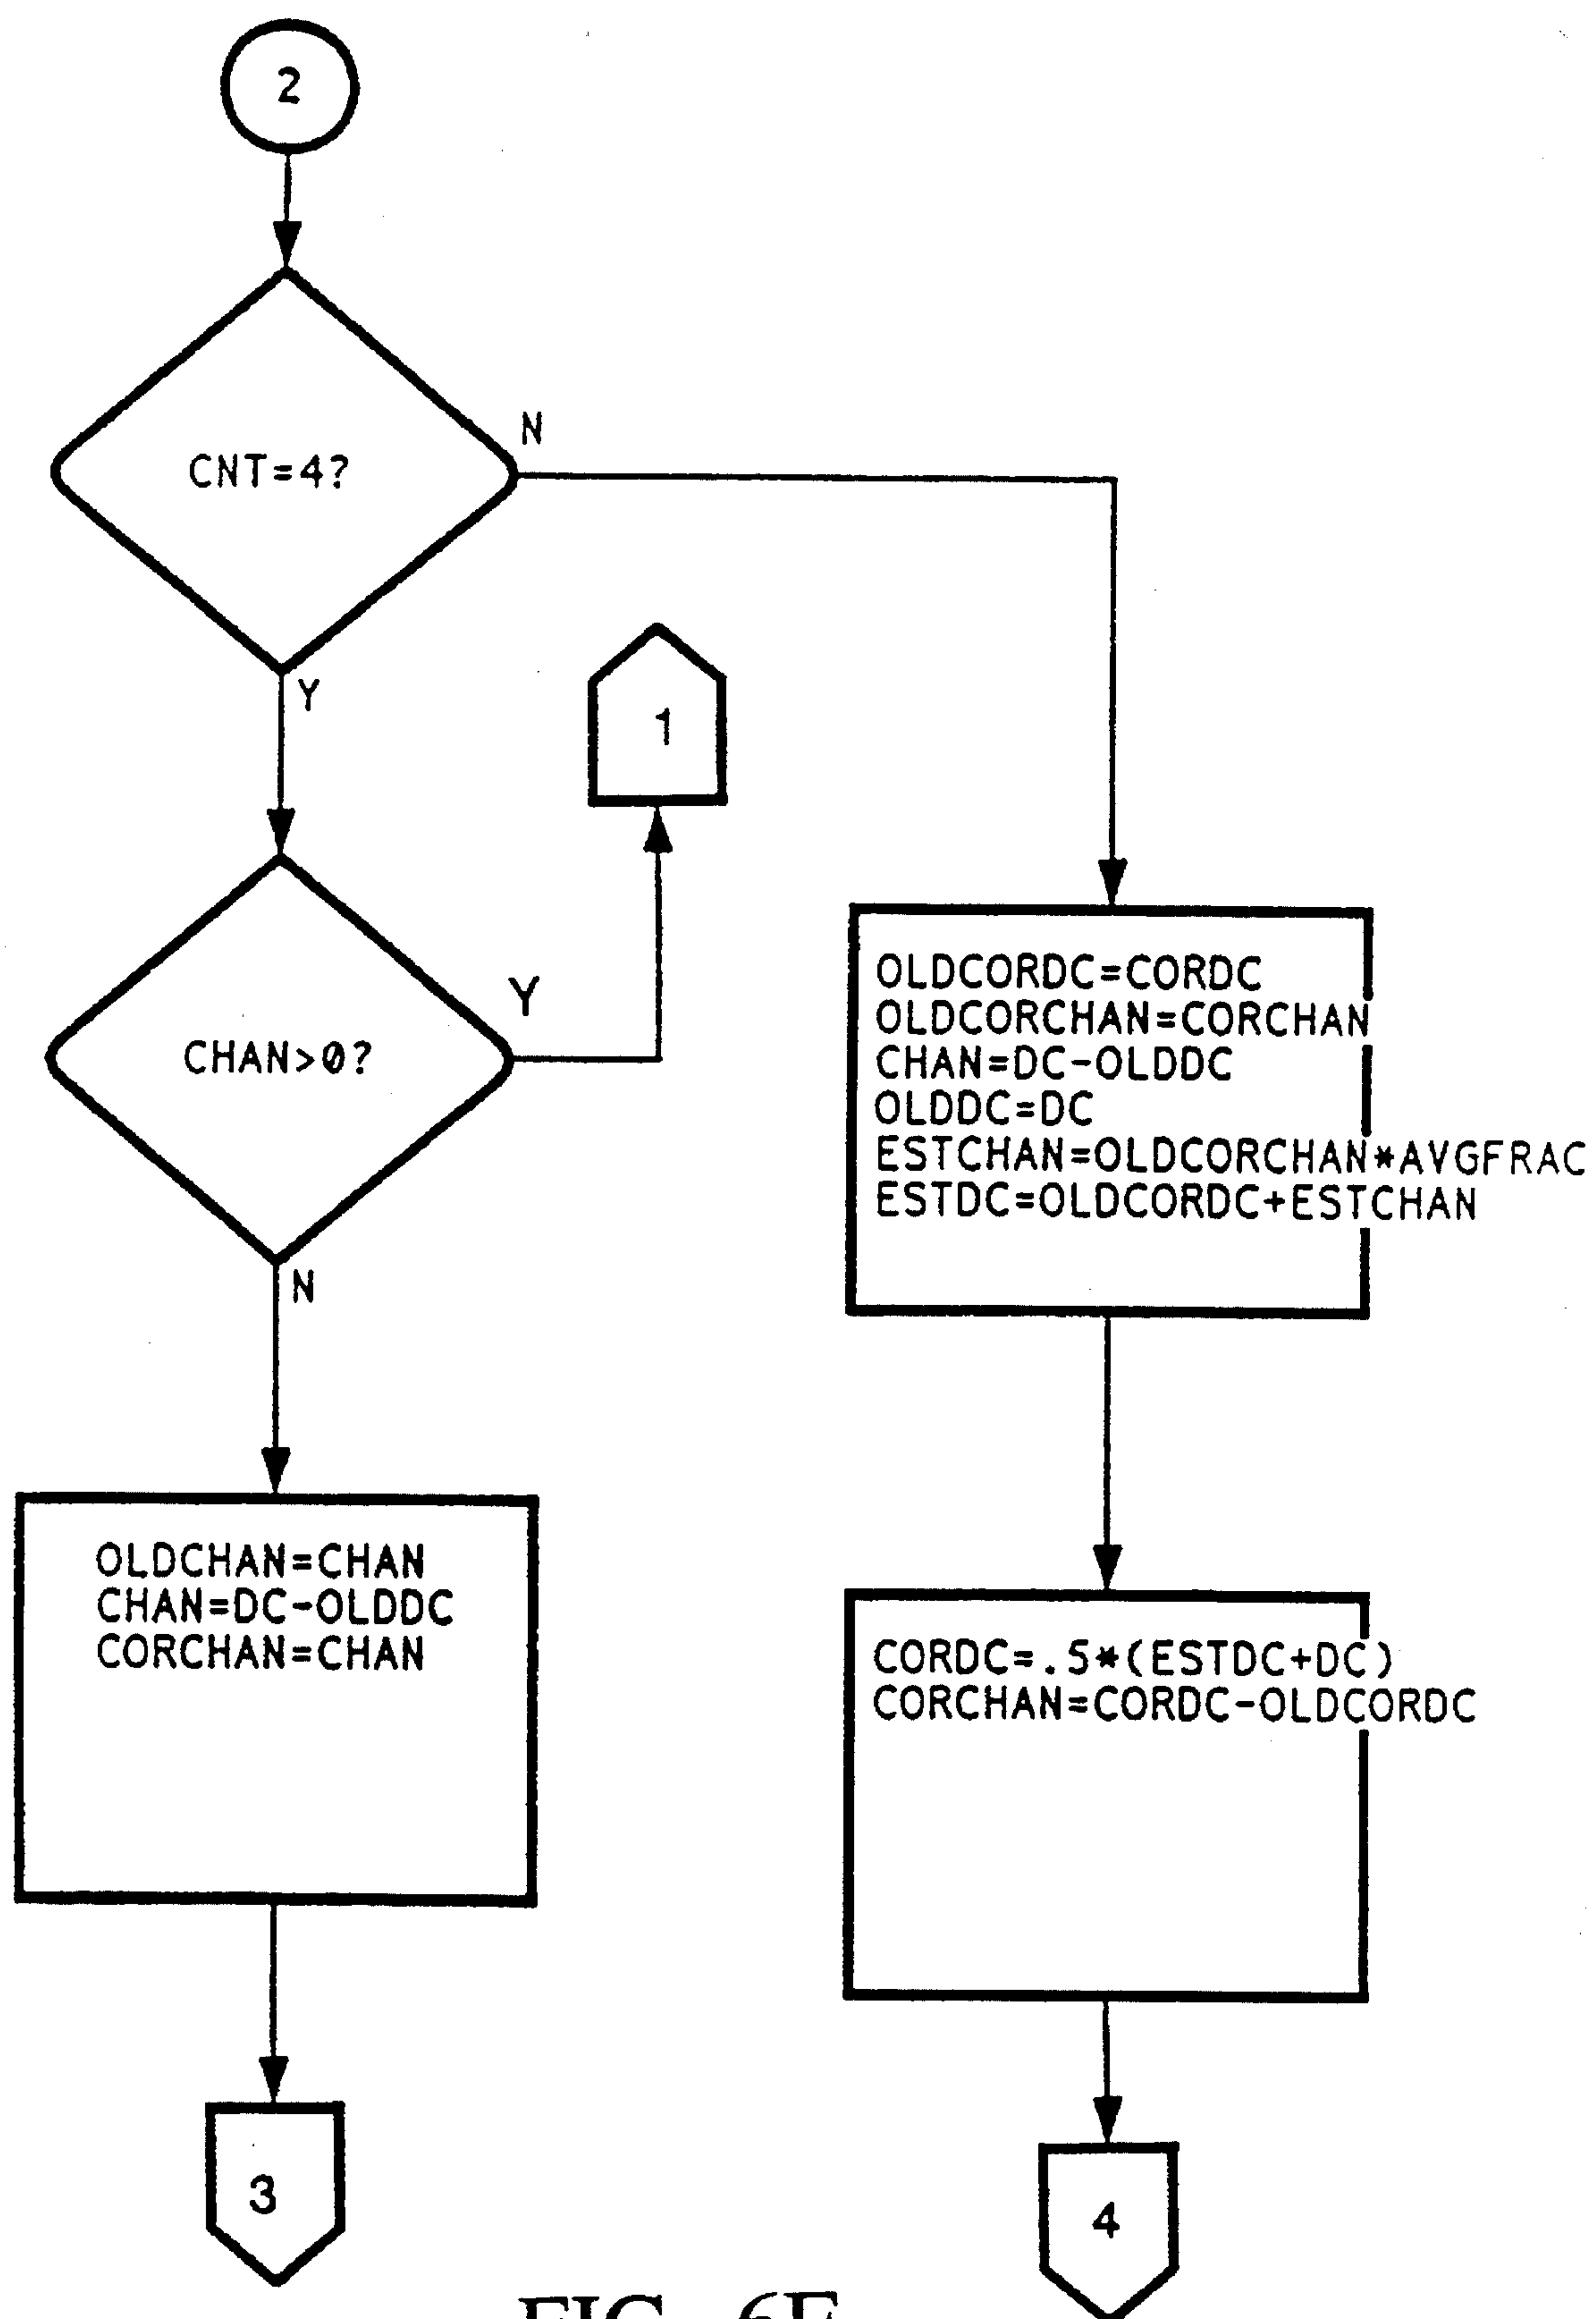 2
CNT=4?
N
Y
1
CHAN>0?
Y
N
OLDCORDC=CORDC
OLDCORCHAN=CORCHAN
CHAN=DC-OLDDC
OLDDC=DC
ESTCHAN=OLDCORCHAN*AVGFRAC
ESTDC=OLDCORDC+ESTCHAN
OLDCHAN=CHAN
CHAN=DC-OLDDC
CORCHAN=CHAN
CORDC=.5*(ESTDC+DC)
CORCHAN=CORDC-OLDCORDC
3
4